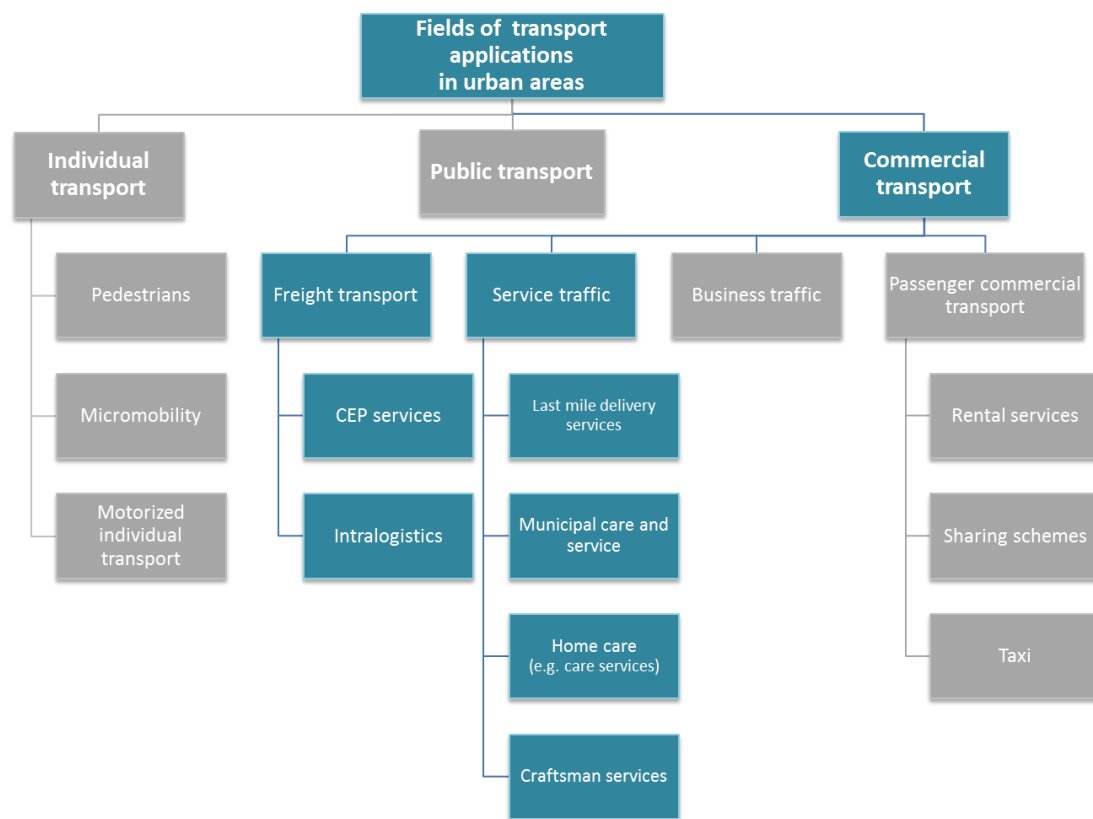 Fields of transport
applications
in urban areas
Individual
transport
Public transport
Commercial
transport
Pedestrians
Micromobility
Motorized
individual
transport
Freight transport
CEP services
Intralogistics
Service traffic
Last mile delivery
services
Municipal care and
service
Home care
(e.g. care services)
Craftsman services
Business traffic
Passenger commercial
transport
Rental services
Sharing schemes
Taxi